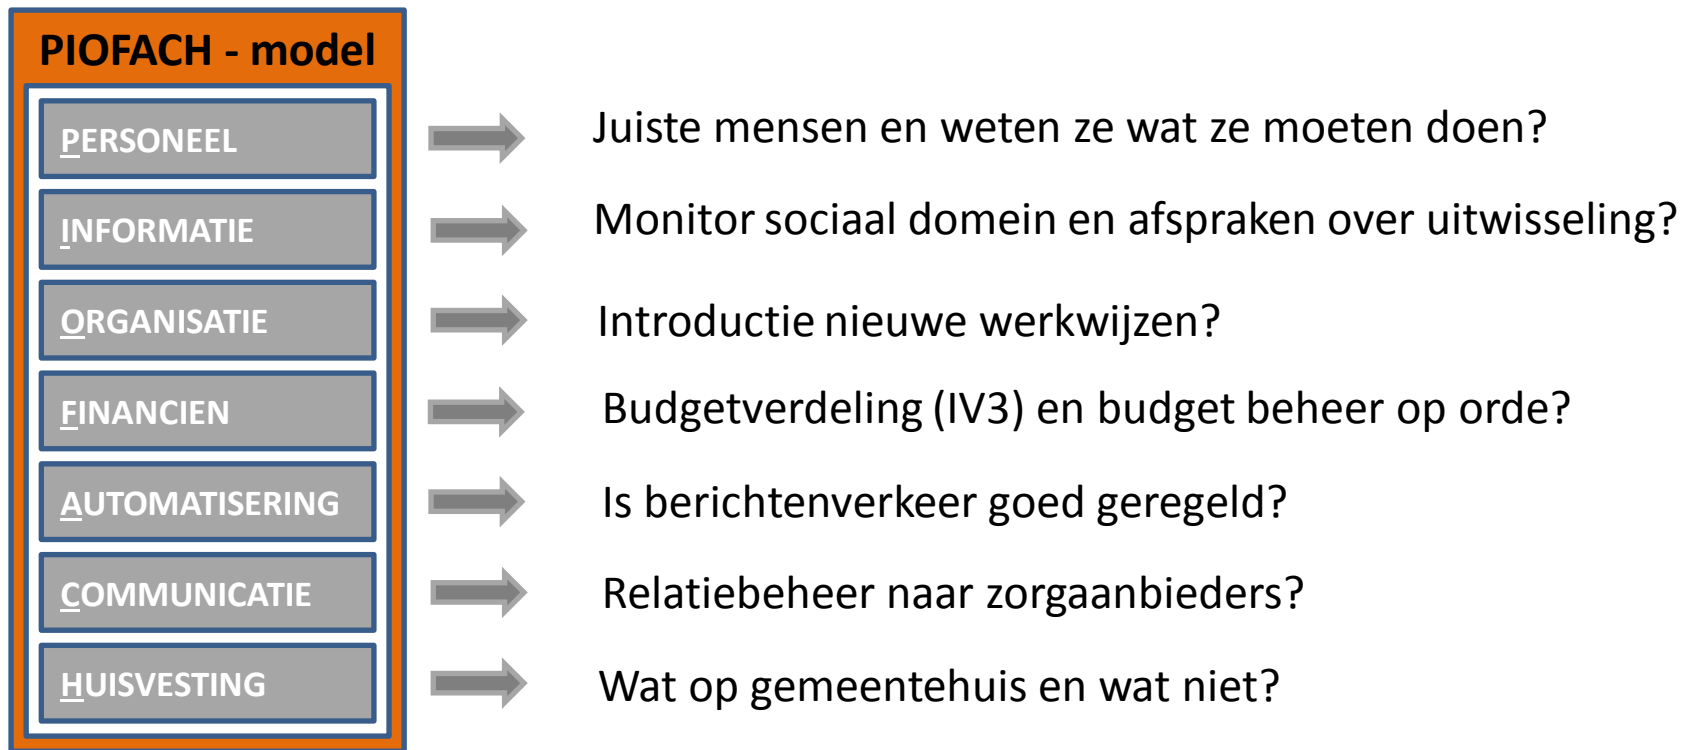 PIOFACH - model
PERSONEEL
Juiste mensen en weten ze wat ze moeten doen?
INFORMATIE
Monitor sociaal domein en afspraken over uitwisseling?
ORGANISATIE
Introductie nieuwe werkwijzen?
FINANCIEN
Budgetverdeling (IV3) en budget beheer op orde?
AUTOMATISERING
Is berichtenverkeer goed geregeld?
COMMUNICATIE
Relatiebeheer naar zorgaanbieders?
HUISVESTING
Wat op gemeentehuis en wat niet?